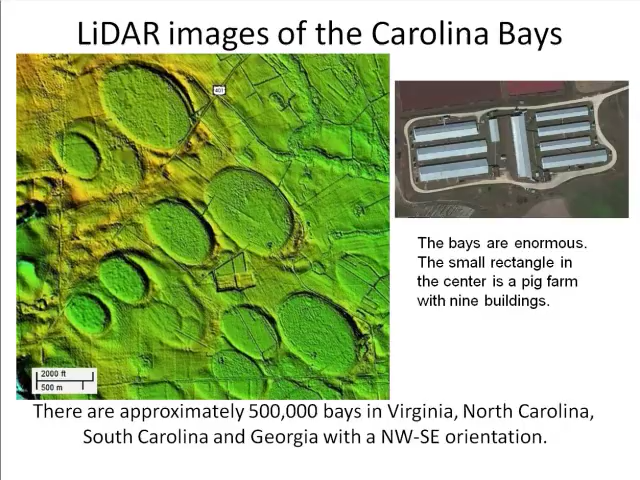 LiDAR images of the Carolina Bays
401
The bays are enormous.
The small rectangle in
the center is a pig farm
with nine buildings.
2000 ft
500 m
There are approximately 500,000 bays in Virginia, North Carolina,
South Carolina and Georgia with a NW-SE orientation.